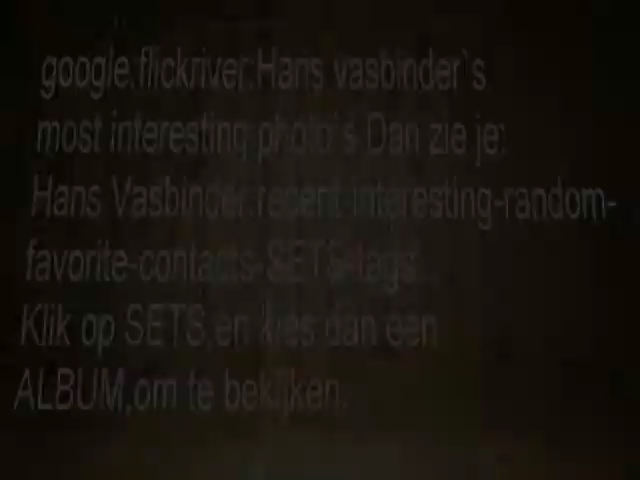 google:flickriver:Hans vasbinder`s
most interesting photo`s Dan zie je:
Hans Vasbinder:recent-interesting-random-
favorite-contacts-SETS-tags...
Klik op SETS,en kies dan een
ALBUM,om te bekijken.